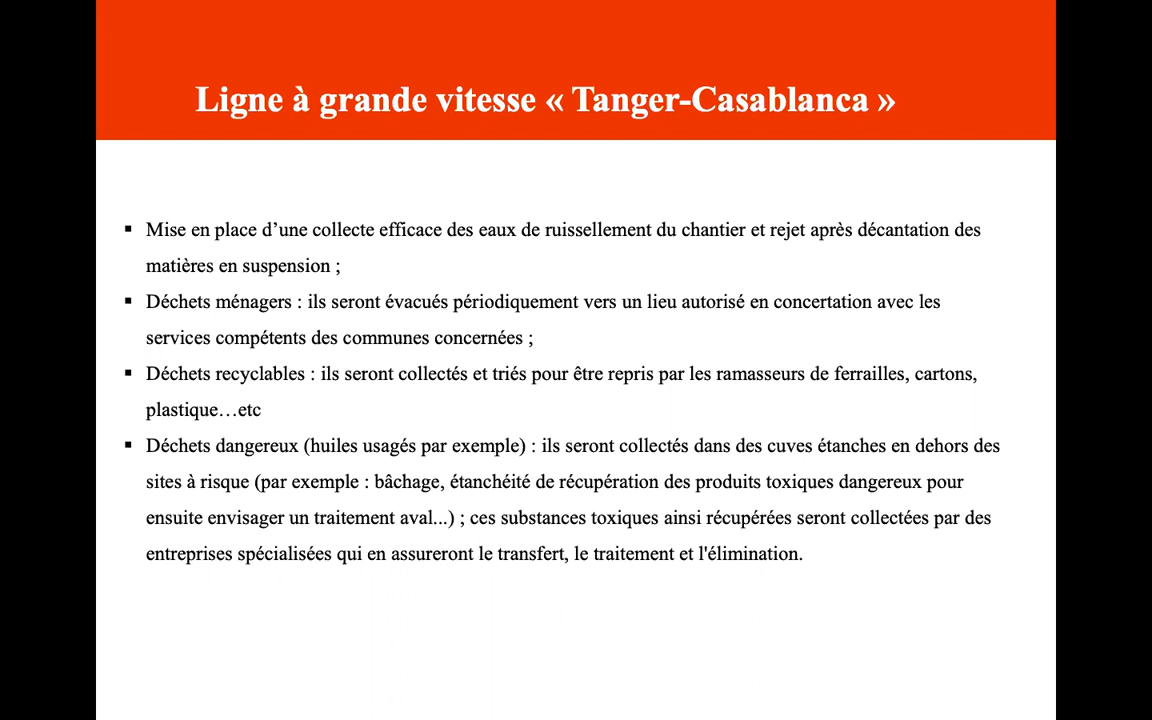 Ligne à grande vitesse « Tanger-Casablanca »
▪ Mise en place d’une collecte efficace des eaux de ruissellement du chantier et rejet après décantation des
matières en suspension ;
▪ Déchets ménagers : ils seront évacués périodiquement vers un lieu autorisé en concertation avec les
services compétents des communes concernées ;
▪ Déchets recyclables : ils seront collectés et triés pour être repris par les ramasseurs de ferrailles, cartons,
plastique…etc
▪ Déchets dangereux (huiles usagés par exemple) : ils seront collectés dans des cuves étanches en dehors des
sites à risque (par exemple : bâchage, étanchéité de récupération des produits toxiques dangereux pour
ensuite envisager un traitement aval...) ; ces substances toxiques ainsi récupérées seront collectées par des
entreprises spécialisées qui en assureront le transfert, le traitement et l'élimination.